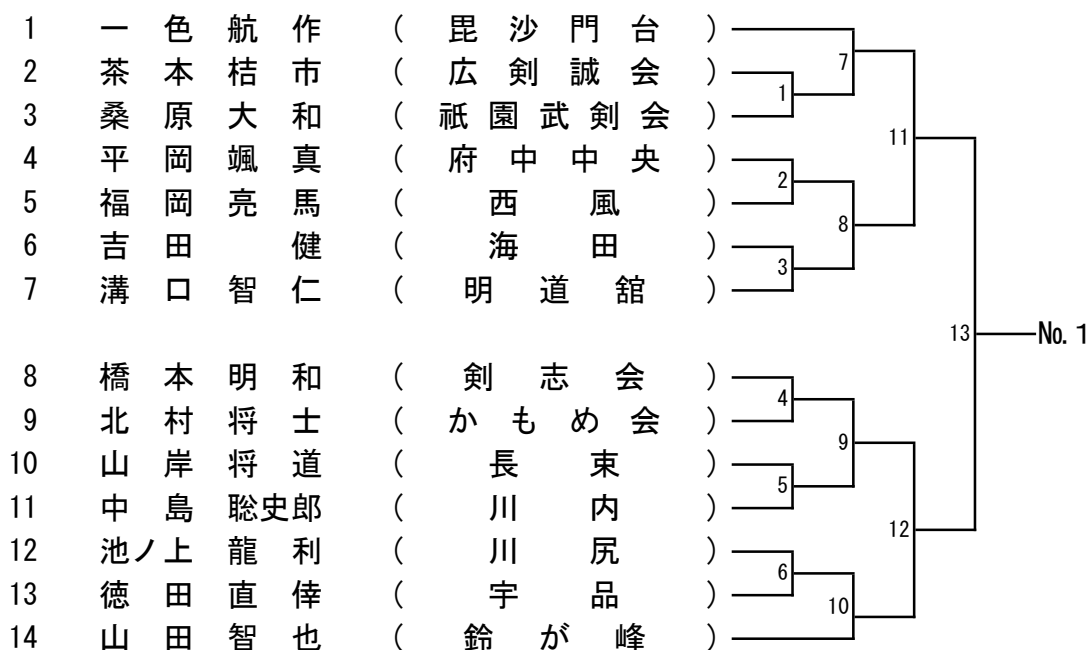 1 一色航作 (毘沙門台) 7
2 茶本桔市 (広剣誠会) 1
3 桑原大和 (祇園武剣会) 11
4 平岡颯真 (府中中央) 2
5 福岡亮馬 (西風) 8
6 吉田健 (海田) 3
7 溝口智仁 (明道舘)
13 No. 1
8 橋本明和 (剣志会) 4
9 北村将士 (かもめ会) 9
10 山岸将道 (長束) 5
11 中島聡史郎 (川内) 12
12 池ノ上龍利 (川尻) 6
13 徳田直倖 (宇品) 10
14 山田智也 (鈴が峰)